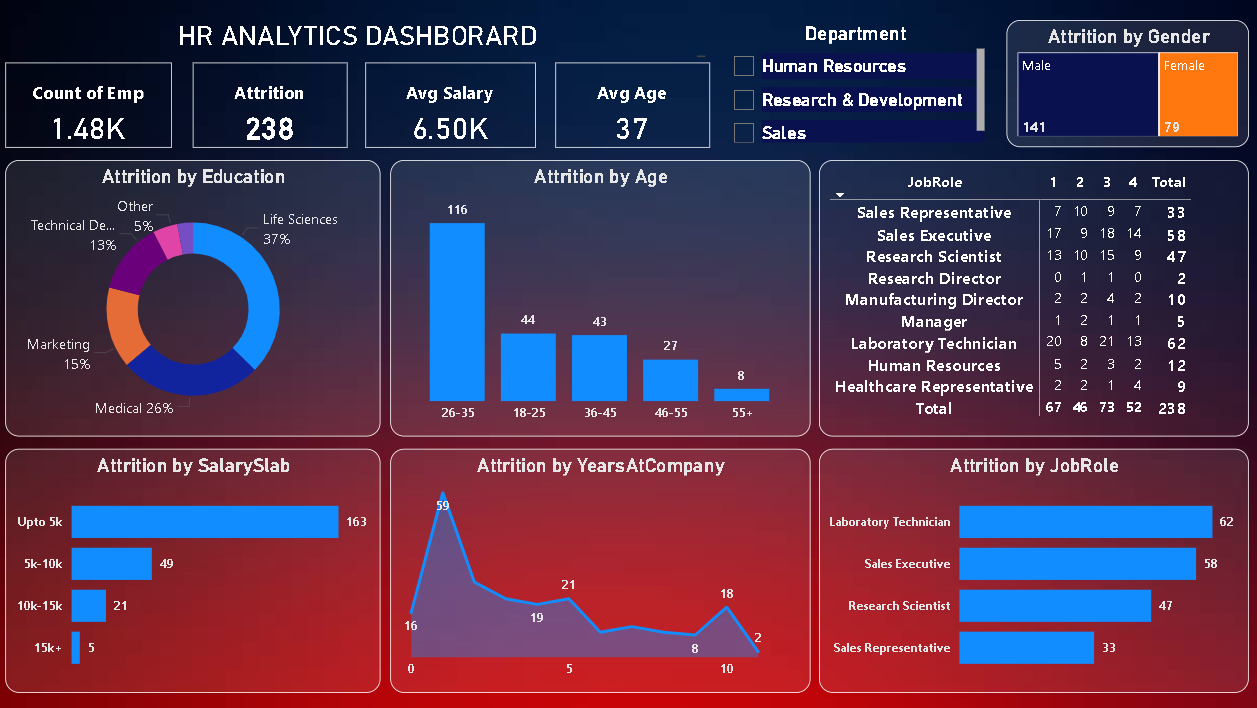 HR ANALYTICS DASHBORARD
Count of Emp
1.48K
Attrition
238
Avg Salary
6.50K
Avg Age
37
Department
Human Resources
Research & Development
Sales
Attrition by Gender
Male
141
Female
79
Attrition by Education
Life Sciences
37%
Medical 26%
Marketing
15%
Technical De...
13%
Other
5%
Attrition by Age
116
44
43
27
8
26-35 18-25 36-45 46-55 55+
JobRole 1 2 3 4 Total
Sales Representative 7 10 9 7 33
Sales Executive 17 9 18 14 58
Research Scientist 13 10 15 9 47
Research Director 0 1 1 0 2
Manufacturing Director 2 2 4 2 10
Manager 1 2 1 1 5
Laboratory Technician 20 8 21 13 62
Human Resources 5 2 3 2 12
Healthcare Representative 2 2 1 4 9
Total 67 46 73 52 238
Attrition by SalarySlab
Upto 5k 163
5k-10k 49
10k-15k 21
15k+ 5
Attrition by YearsAtCompany
59
16
19
21
8
18
2
0 5 10
Attrition by JobRole
Laboratory Technician 62
Sales Executive 58
Research Scientist 47
Sales Representative 33